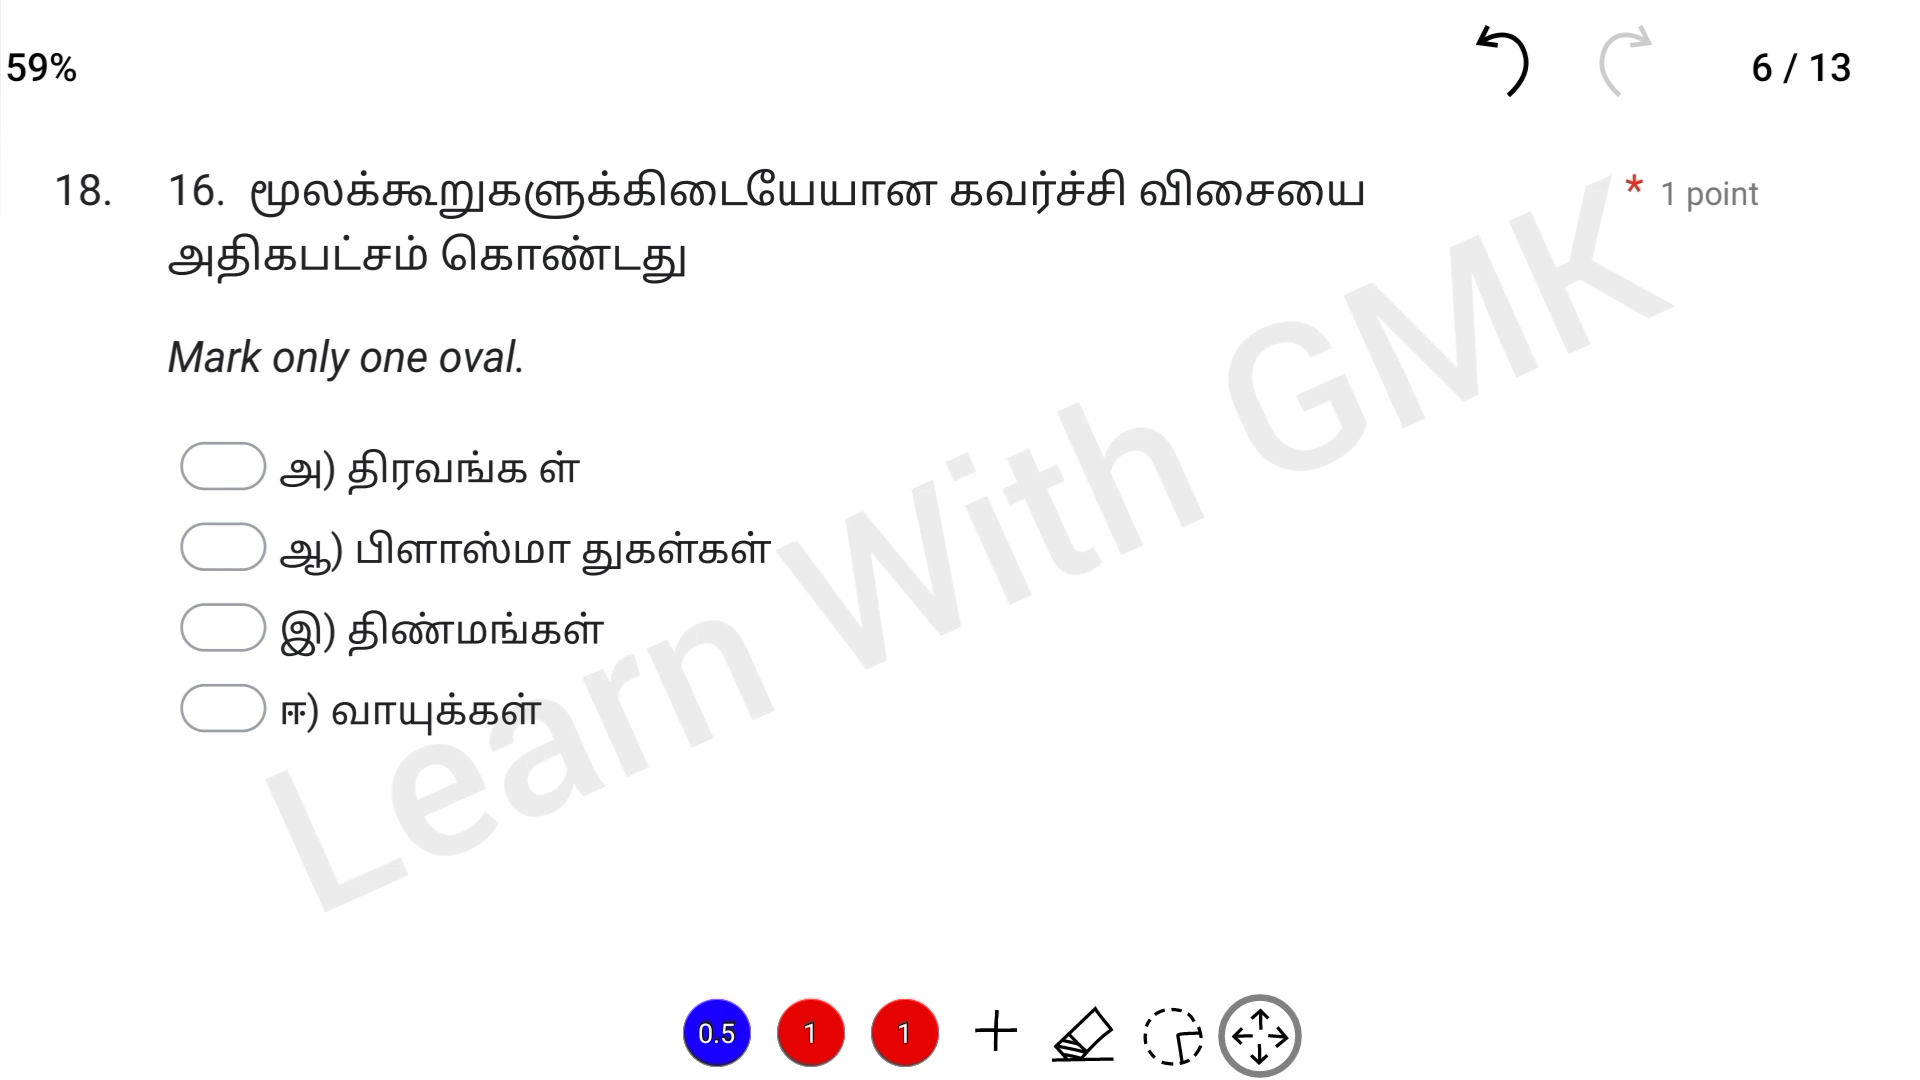 59%
6 / 13
18. 16. மூலக்கூறுகளுக்கிடையேயான கவர்ச்சி விசையை * 1 point
அதிகபட்சம் கொண்டது
Mark only one oval.
அ) திரவங்க ள்
ஆ) பிளாஸ்மா துகள்கள்
இ) திண்மங்கள்
ஈ) வாயுக்கள்
Learn With GMK
0.5 1 1